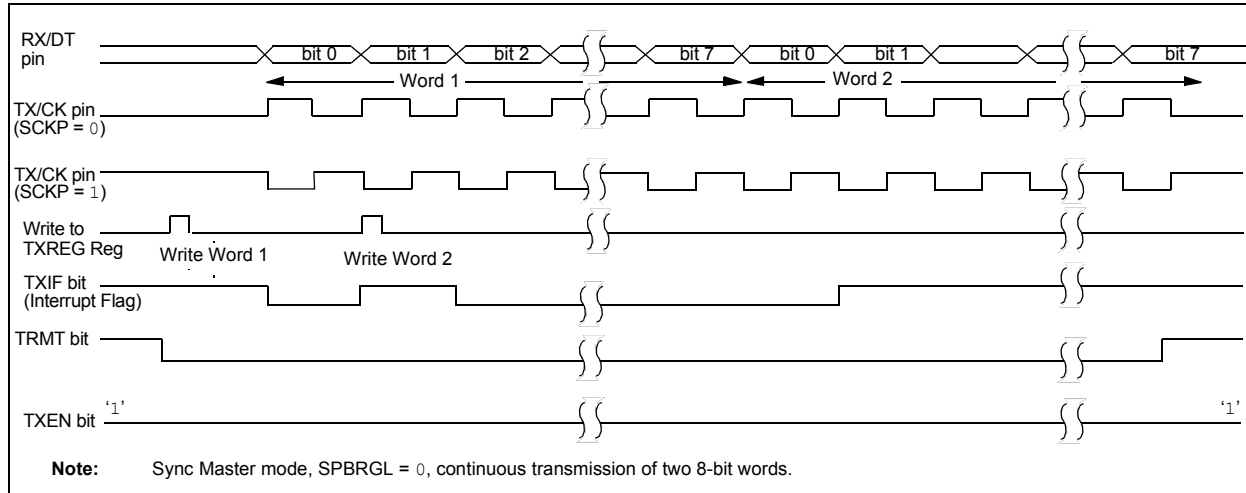 RX/DT
pin
bit 0 bit 1 bit 2 bit 7 bit 0 bit 1 bit 7
Word 1 Word 2
TX/CK pin
(SCKP = 0)
TX/CK pin
(SCKP = 1)
Write to
TXREG Reg
Write Word 1 Write Word 2
TXIF bit
(Interrupt Flag)
TRMT bit
‘1’ ‘1’
TXEN bit
Note: Sync Master mode, SPBRGL = 0, continuous transmission of two 8-bit words.